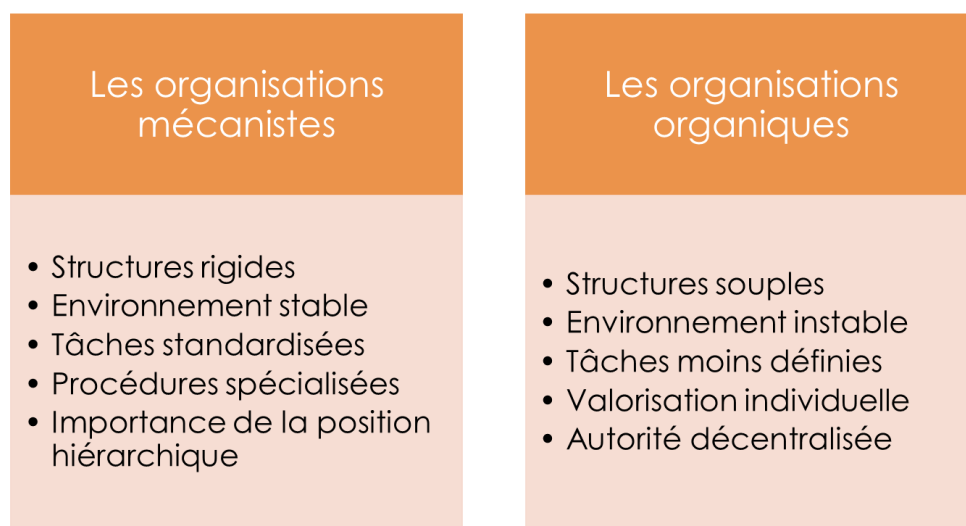 Les organisations
mécanistes
• Structures rigides
• Environnement stable
• Tâches standardisées
• Procédures spécialisées
• Importance de la position
hiérarchique
Les organisations
organiques
• Structures souples
• Environnement instable
• Tâches moins définies
• Valorisation individuelle
• Autorité décentralisée